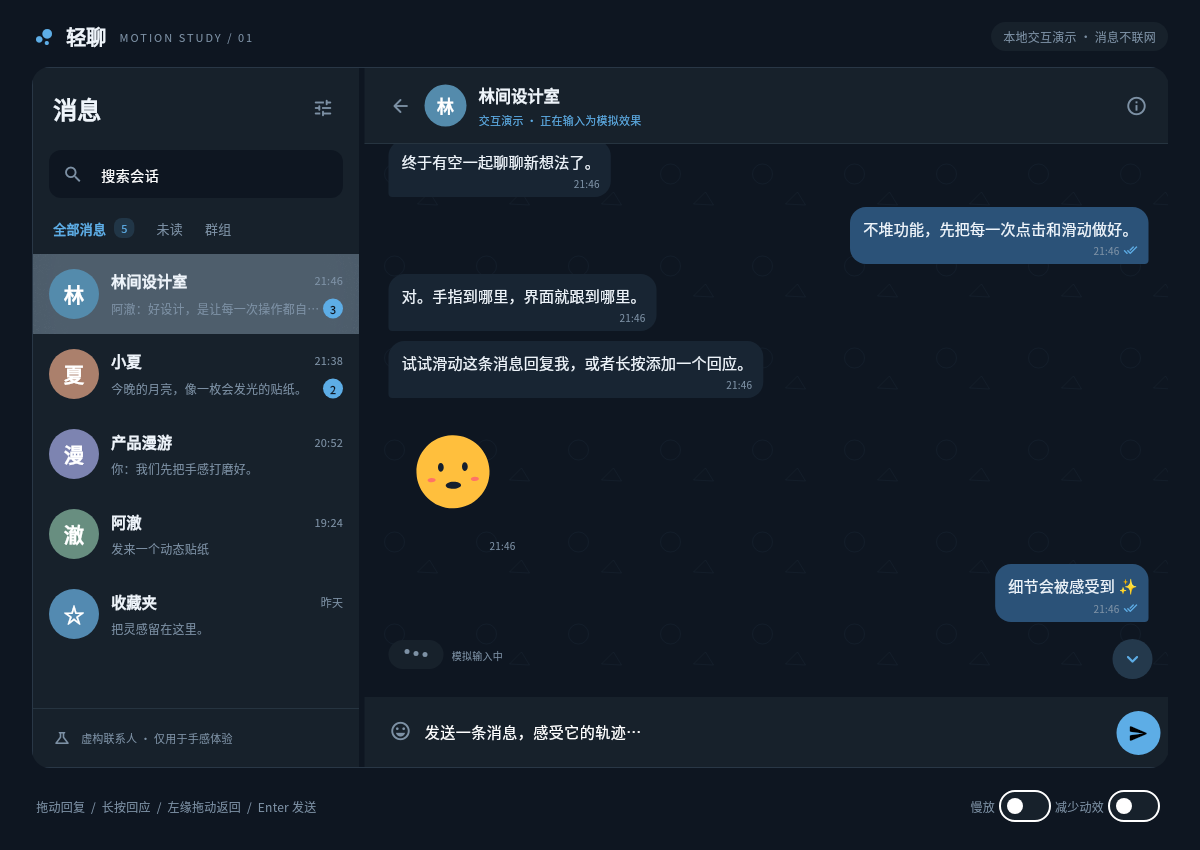 轻聊 MOTION STUDY / 01
本地交互演示 · 消息不联网
消息
搜索会话
全部消息 5 未读 群组
林 林间设计室 21:46
阿澈：好设计，是让每一次操作都自… 3
夏 小夏 21:38
今晚的月亮，像一枚会发光的贴纸。 2
漫 产品漫游 20:52
你：我们先把手感打磨好。
澈 阿澈 19:24
发来一个动态贴纸
☆ 收藏夹 昨天
把灵感留在这里。
虚构联系人 · 仅用于手感体验
林 林间设计室
交互演示 · 正在输入为模拟效果
终于有空一起聊聊新想法了。
21:46
不堆功能，先把每一次点击和滑动做好。
21:46
对。手指到哪里，界面就跟到哪里。
21:46
试试滑动这条消息回复我，或者长按添加一个回应。
21:46
21:46
细节会被感受到 ✨
21:46
模拟输入中
发送一条消息，感受它的轨迹…
拖动回复 / 长按回应 / 左缘拖动返回 / Enter 发送
慢放 减少动效